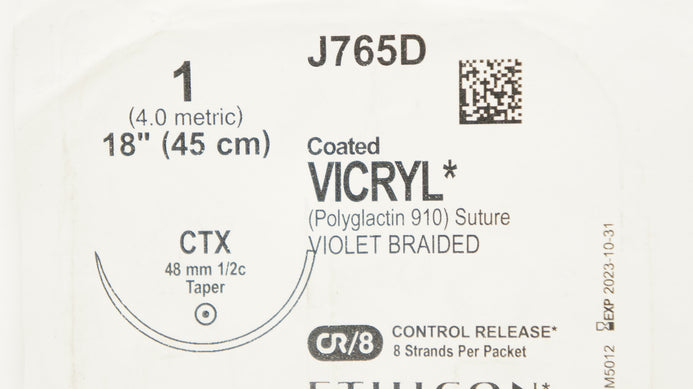 J765D
1
(4.0 metric)
18" (45 cm)
Coated
VICRYL*
(Polyglactin 910) Suture
VIOLET BRAIDED
CTX
48 mm 1/2c
Taper
CR/8
CONTROL RELEASE*
8 Strands Per Packet
ETHICON*
EXP 2023-10-31
M5012